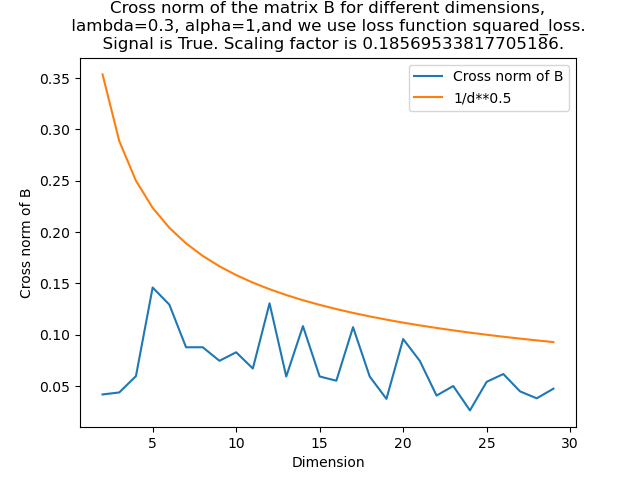 Cross norm of the matrix B for different dimensions,
lambda=0.3, alpha=1,and we use loss function squared_loss.
Signal is True. Scaling factor is 0.18569533817705186.
Cross norm of B
1/d**0.5
Cross norm of B
0.35
0.30
0.25
0.20
0.15
0.10
0.05
5 10 15 20 25 30
Dimension